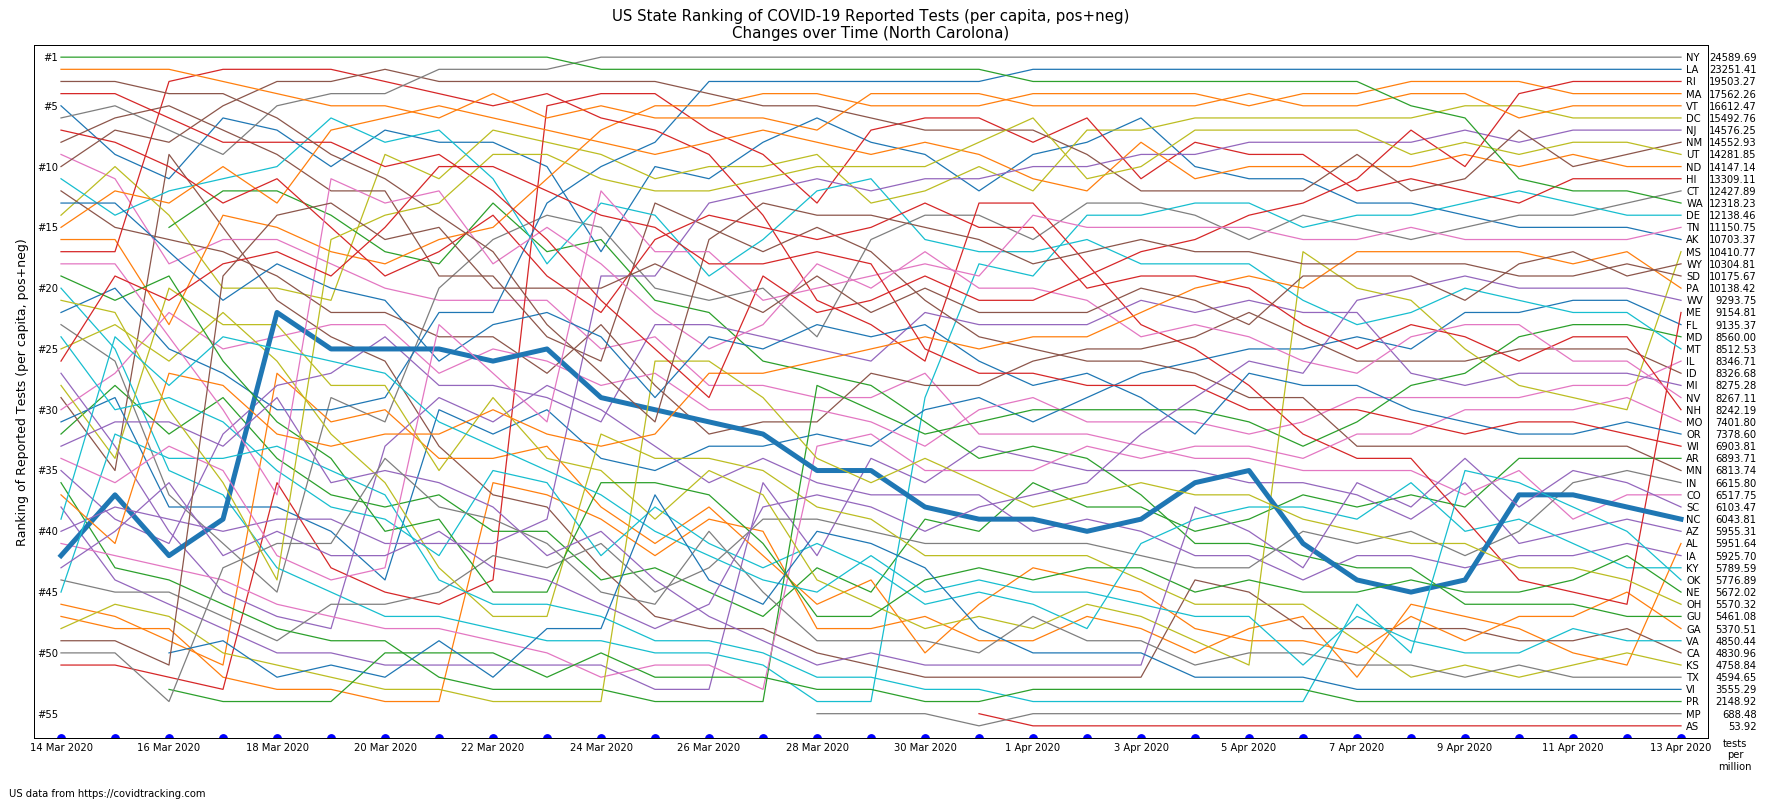 US State Ranking of COVID-19 Reported Tests (per capita, pos+neg)
Changes over Time (North Carolona)
Ranking of Reported Tests (per capita, pos+neg)
#1
#5
#10
#15
#20
#25
#30
#35
#40
#45
#50
#55
NY 24589.69
LA 23251.41
RI 19503.27
MA 17562.26
VT 16612.47
DC 15492.76
NJ 14576.25
NM 14552.93
UT 14281.85
ND 14147.14
HI 13309.11
CT 12427.89
WA 12318.23
DE 12138.46
TN 11150.75
AK 10703.37
MS 10410.77
WY 10304.81
SD 10175.67
PA 10138.42
WV 9293.75
ME 9154.81
FL 9135.37
MD 8560.00
MT 8512.53
IL 8346.71
ID 8326.68
MI 8275.28
NV 8267.11
NH 8242.19
MO 7401.80
OR 7378.60
WI 6903.81
AR 6893.71
MN 6813.74
IN 6615.80
CO 6517.75
SC 6103.47
NC 6043.81
AZ 5955.31
AL 5951.64
IA 5925.70
KY 5789.59
OK 5776.89
NE 5672.02
OH 5570.32
GU 5461.08
GA 5370.51
VA 4850.44
CA 4830.96
KS 4758.84
TX 4594.65
VI 3555.29
PR 2148.92
MP 688.48
AS 53.92
14 Mar 2020 16 Mar 2020 18 Mar 2020 20 Mar 2020 22 Mar 2020 24 Mar 2020 26 Mar 2020 28 Mar 2020 30 Mar 2020 1 Apr 2020 3 Apr 2020 5 Apr 2020 7 Apr 2020 9 Apr 2020 11 Apr 2020 13 Apr 2020
tests
per
million
US data from https://covidtracking.com